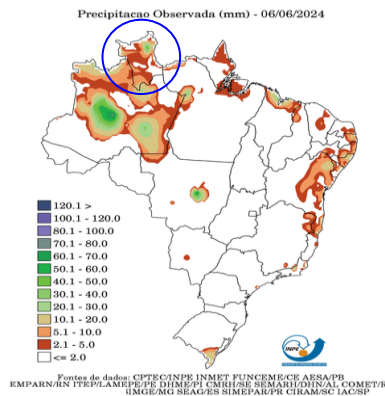 Precipitacao Observada (mm) - 06/06/2024
120.1 >
100.1 - 120.0
80.1 - 100.0
70.1 - 80.0
60.1 - 70.0
50.1 - 60.0
40.1 - 50.0
30.1 - 40.0
20.1 - 30.0
10.1 - 20.0
5.1 - 10.0
2.1 - 5.0
<= 2.0
INPE
Fontes de dados: CPTEC/INPE INMET FUNCEME/CE AESA/PB
EMPARN/RN ITEP/LAMEPE/PE DHME/PI CMRH/SE SEMARH/DHN/AL COMET/R
iIMGE/MG SEAG/ES SIMEPAR/PR CIRAM/SC IAC/SP